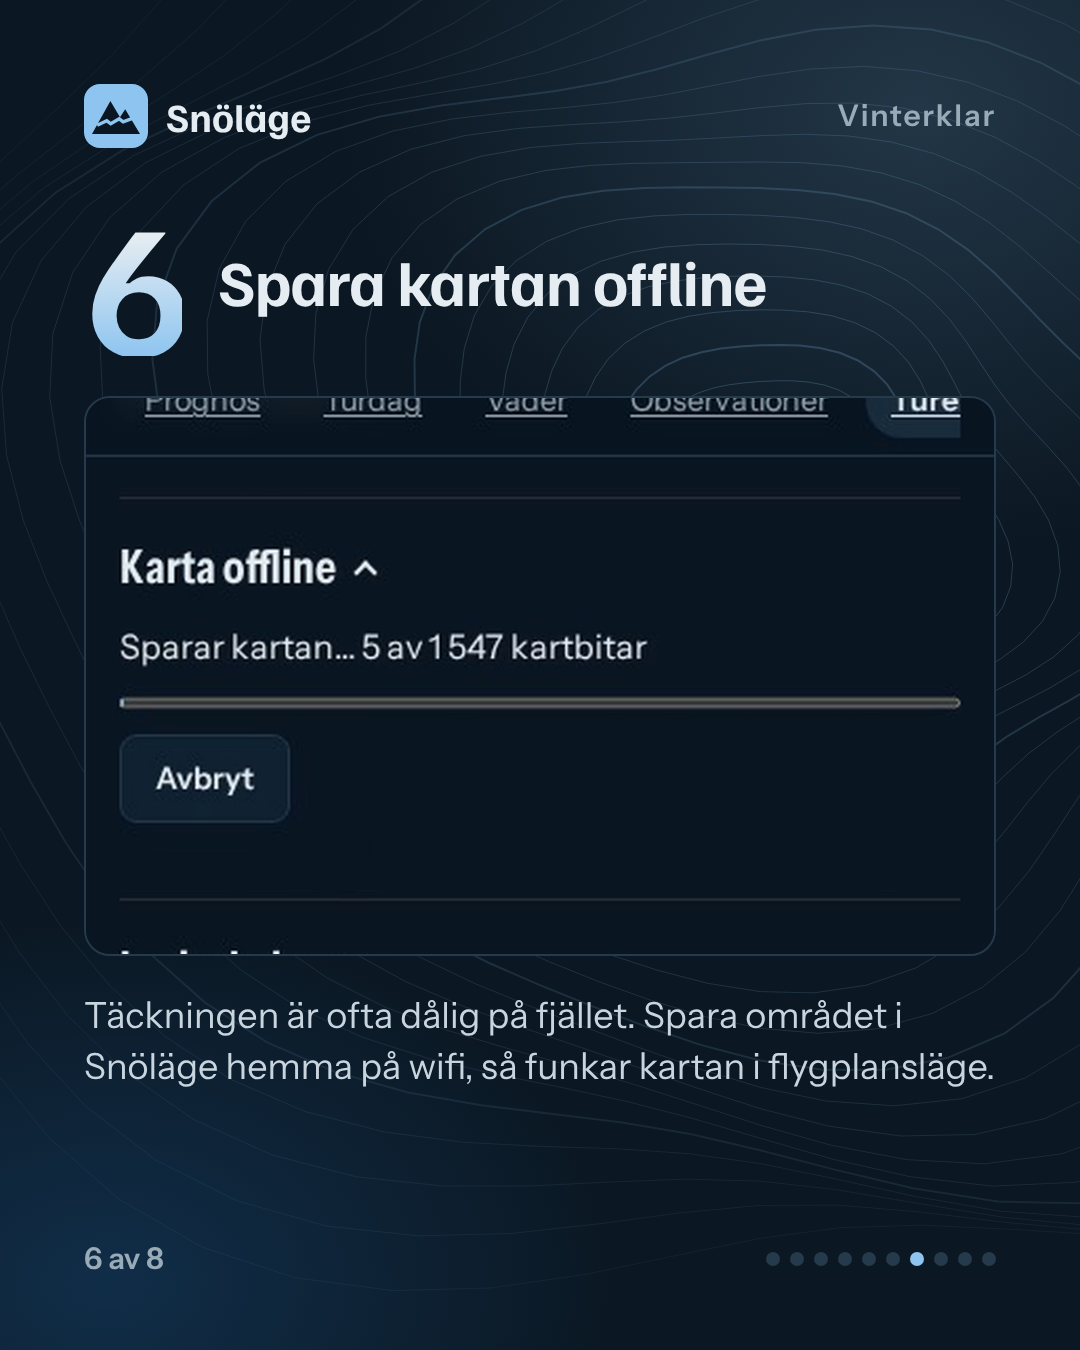 Snöläge
Vinterklar
6
Spara kartan offline
Prognos Turdag Väder Observationer Ture
Karta offline
Sparar kartan... 5 av 1 547 kartbitar
Avbryt
Täckningen är ofta dålig på fjället. Spara området i
Snöläge hemma på wifi, så funkar kartan i flygplansläge.
6 av 8